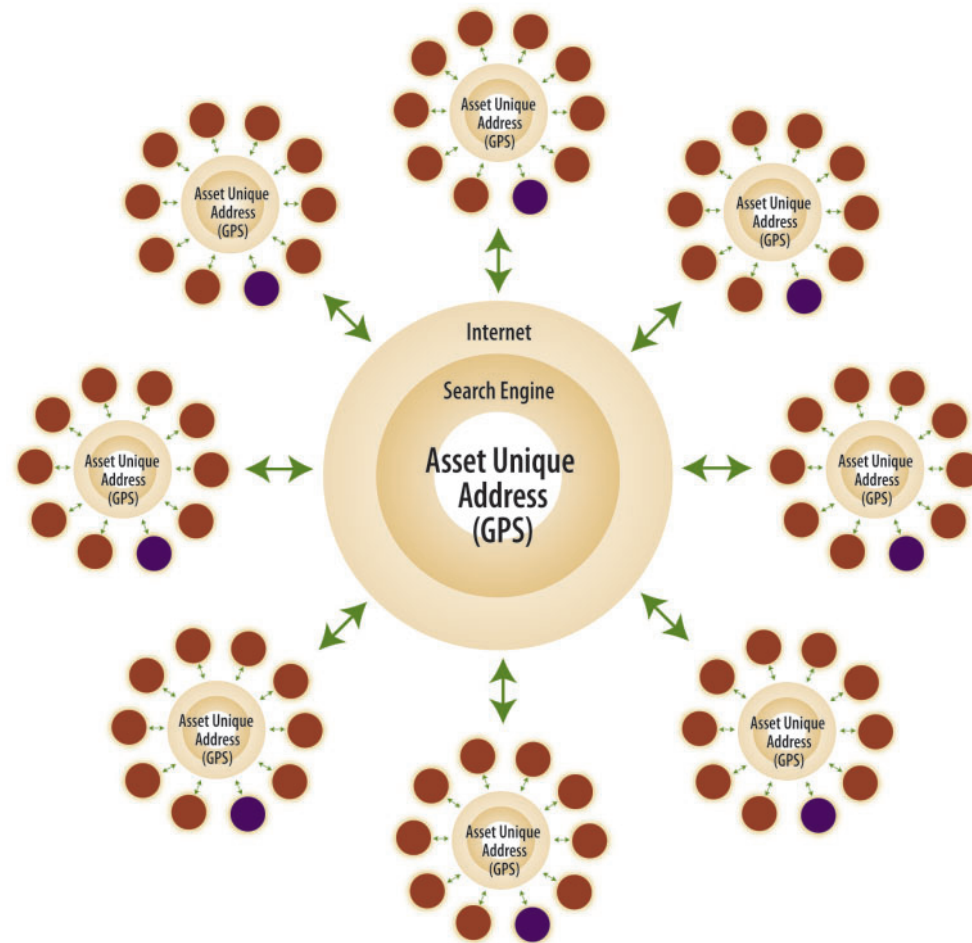 Asset Unique
Address
(GPS)
Asset Unique
Address
(GPS)
Asset Unique
Address
(GPS)
Internet
Search Engine
Asset Unique
Address
(GPS)
Asset Unique
Address
(GPS)
Asset Unique
Address
(GPS)
Asset Unique
Address
(GPS)
Asset Unique
Address
(GPS)
Asset Unique
Address
(GPS)